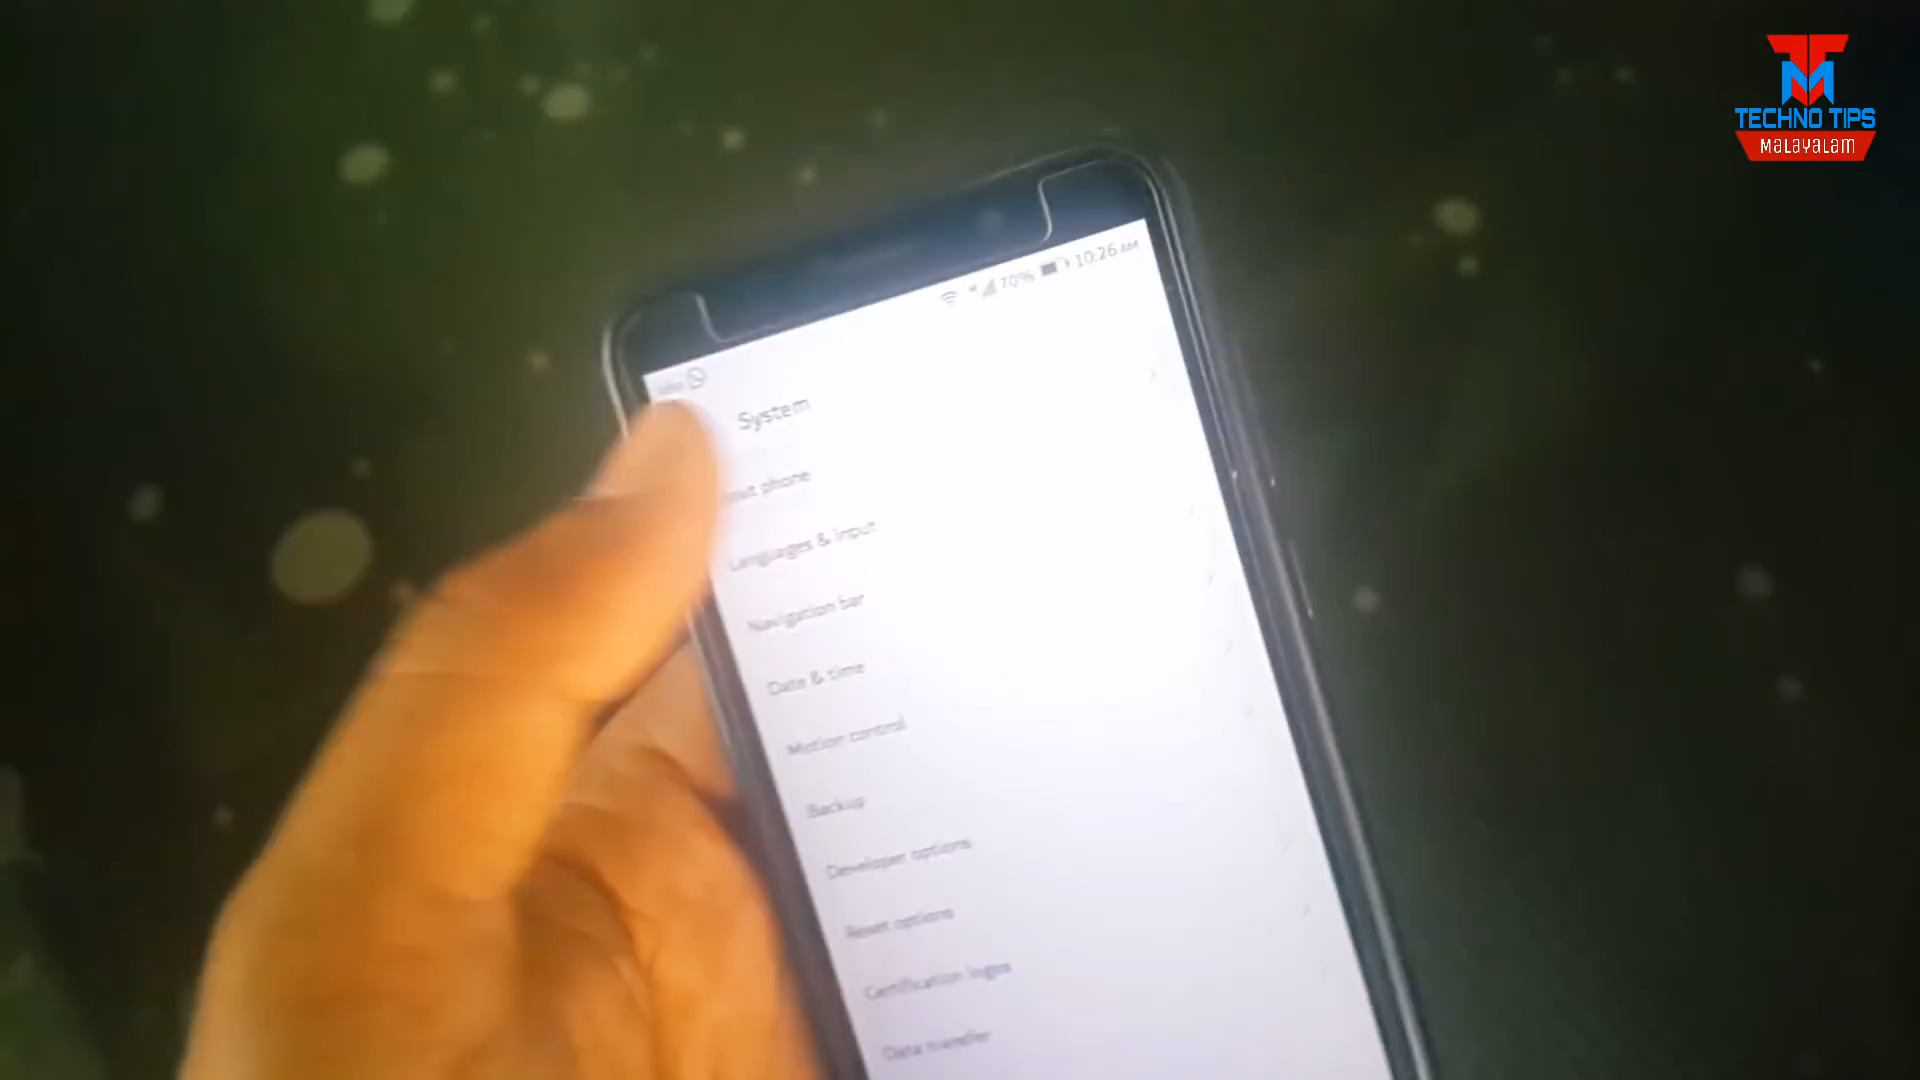 TECHNO TIPS
MALAYALAM
70% 10:26 AM
System
phone
Languages & input
Navigation bar
Date & time
Motion control
Backup
Developer options
Reset options
Certification logos
Data transfer